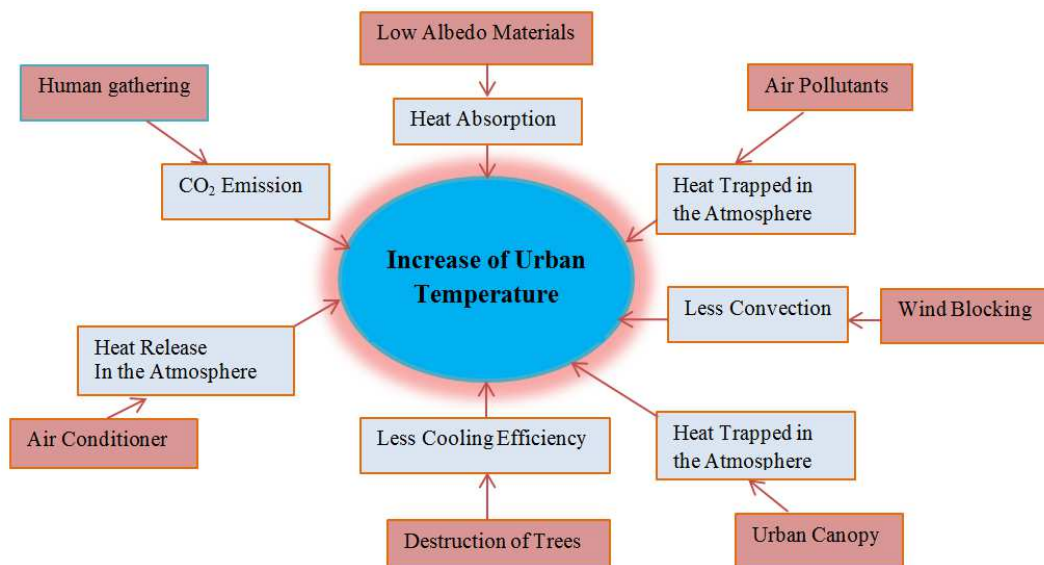 Low Albedo Materials
Human gathering
Air Pollutants
Heat Absorption
CO₂ Emission
Heat Trapped in
the Atmosphere
Increase of Urban
Temperature
Less Convection
Wind Blocking
Heat Release
In the Atmosphere
Air Conditioner
Less Cooling Efficiency
Heat Trapped in
the Atmosphere
Destruction of Trees
Urban Canopy